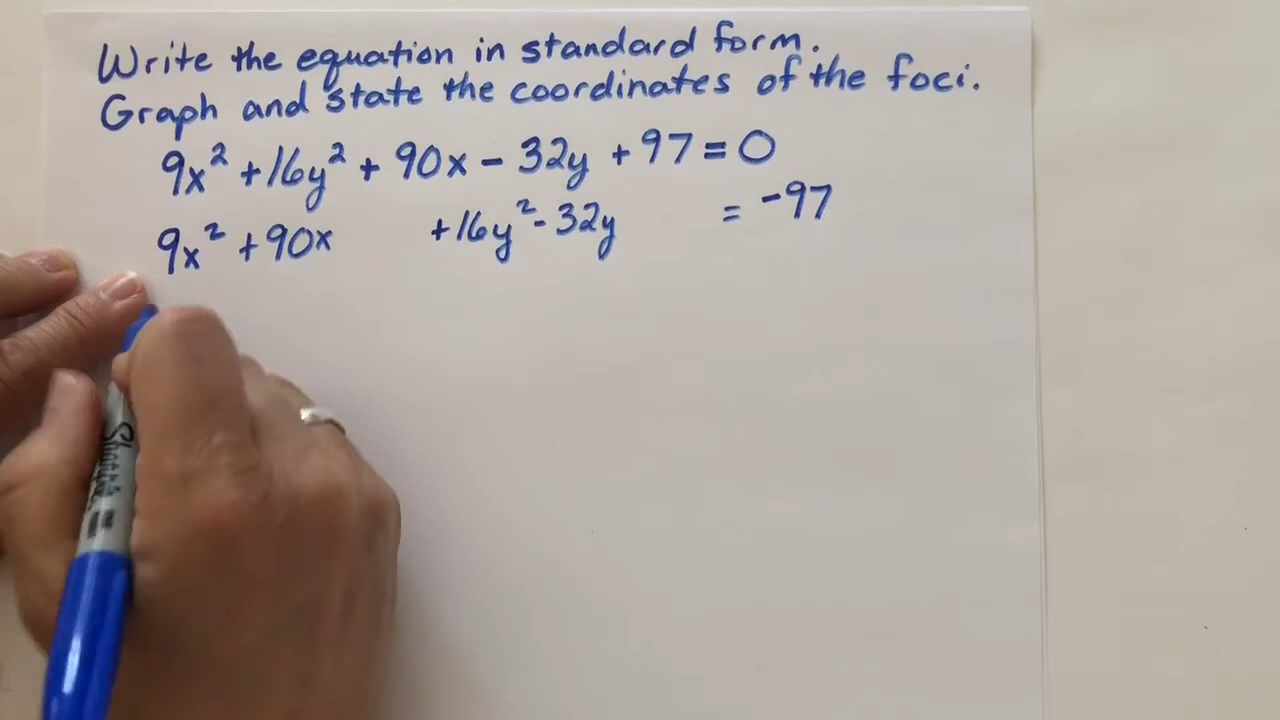 Write the equation in standard form.
Graph and state the coordinates of the foci.
9x² + 16y² + 90x - 32y + 97 = 0
9x² + 90x + 16y² - 32y = -97